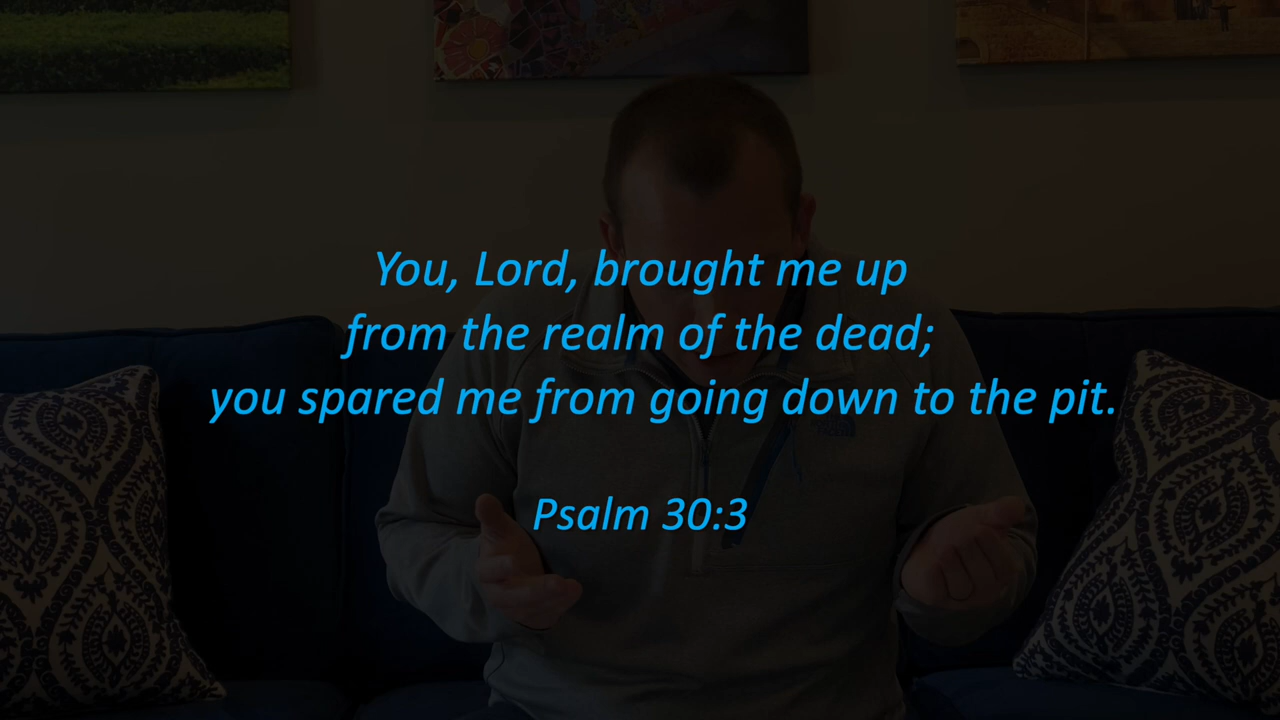 You, Lord, brought me up
from the realm of the dead;
you spared me from going down to the pit.
Psalm 30:3